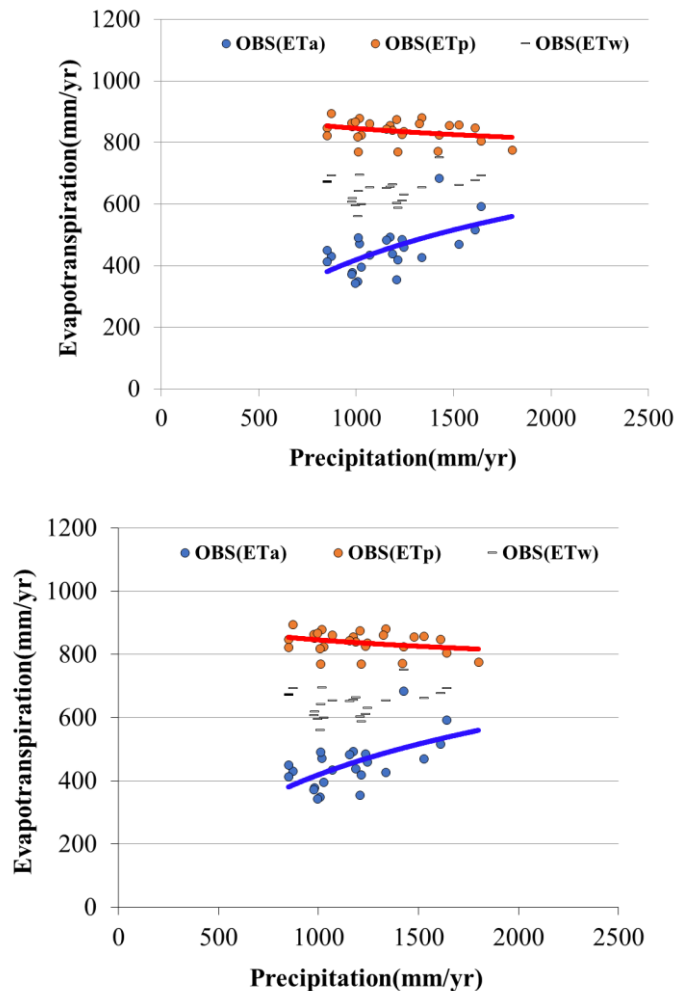 OBS(ETa) OBS(ETp) OBS(ETw)
1200
1000
800
600
400
200
0
Evapotranspiration(mm/yr)
0 500 1000 1500 2000 2500
Precipitation(mm/yr)
1200
OBS(ETa) OBS(ETp) OBS(ETw)
1000
800
600
400
200
0
Evapotranspiration(mm/yr)
0 500 1000 1500 2000 2500
Precipitation(mm/yr)